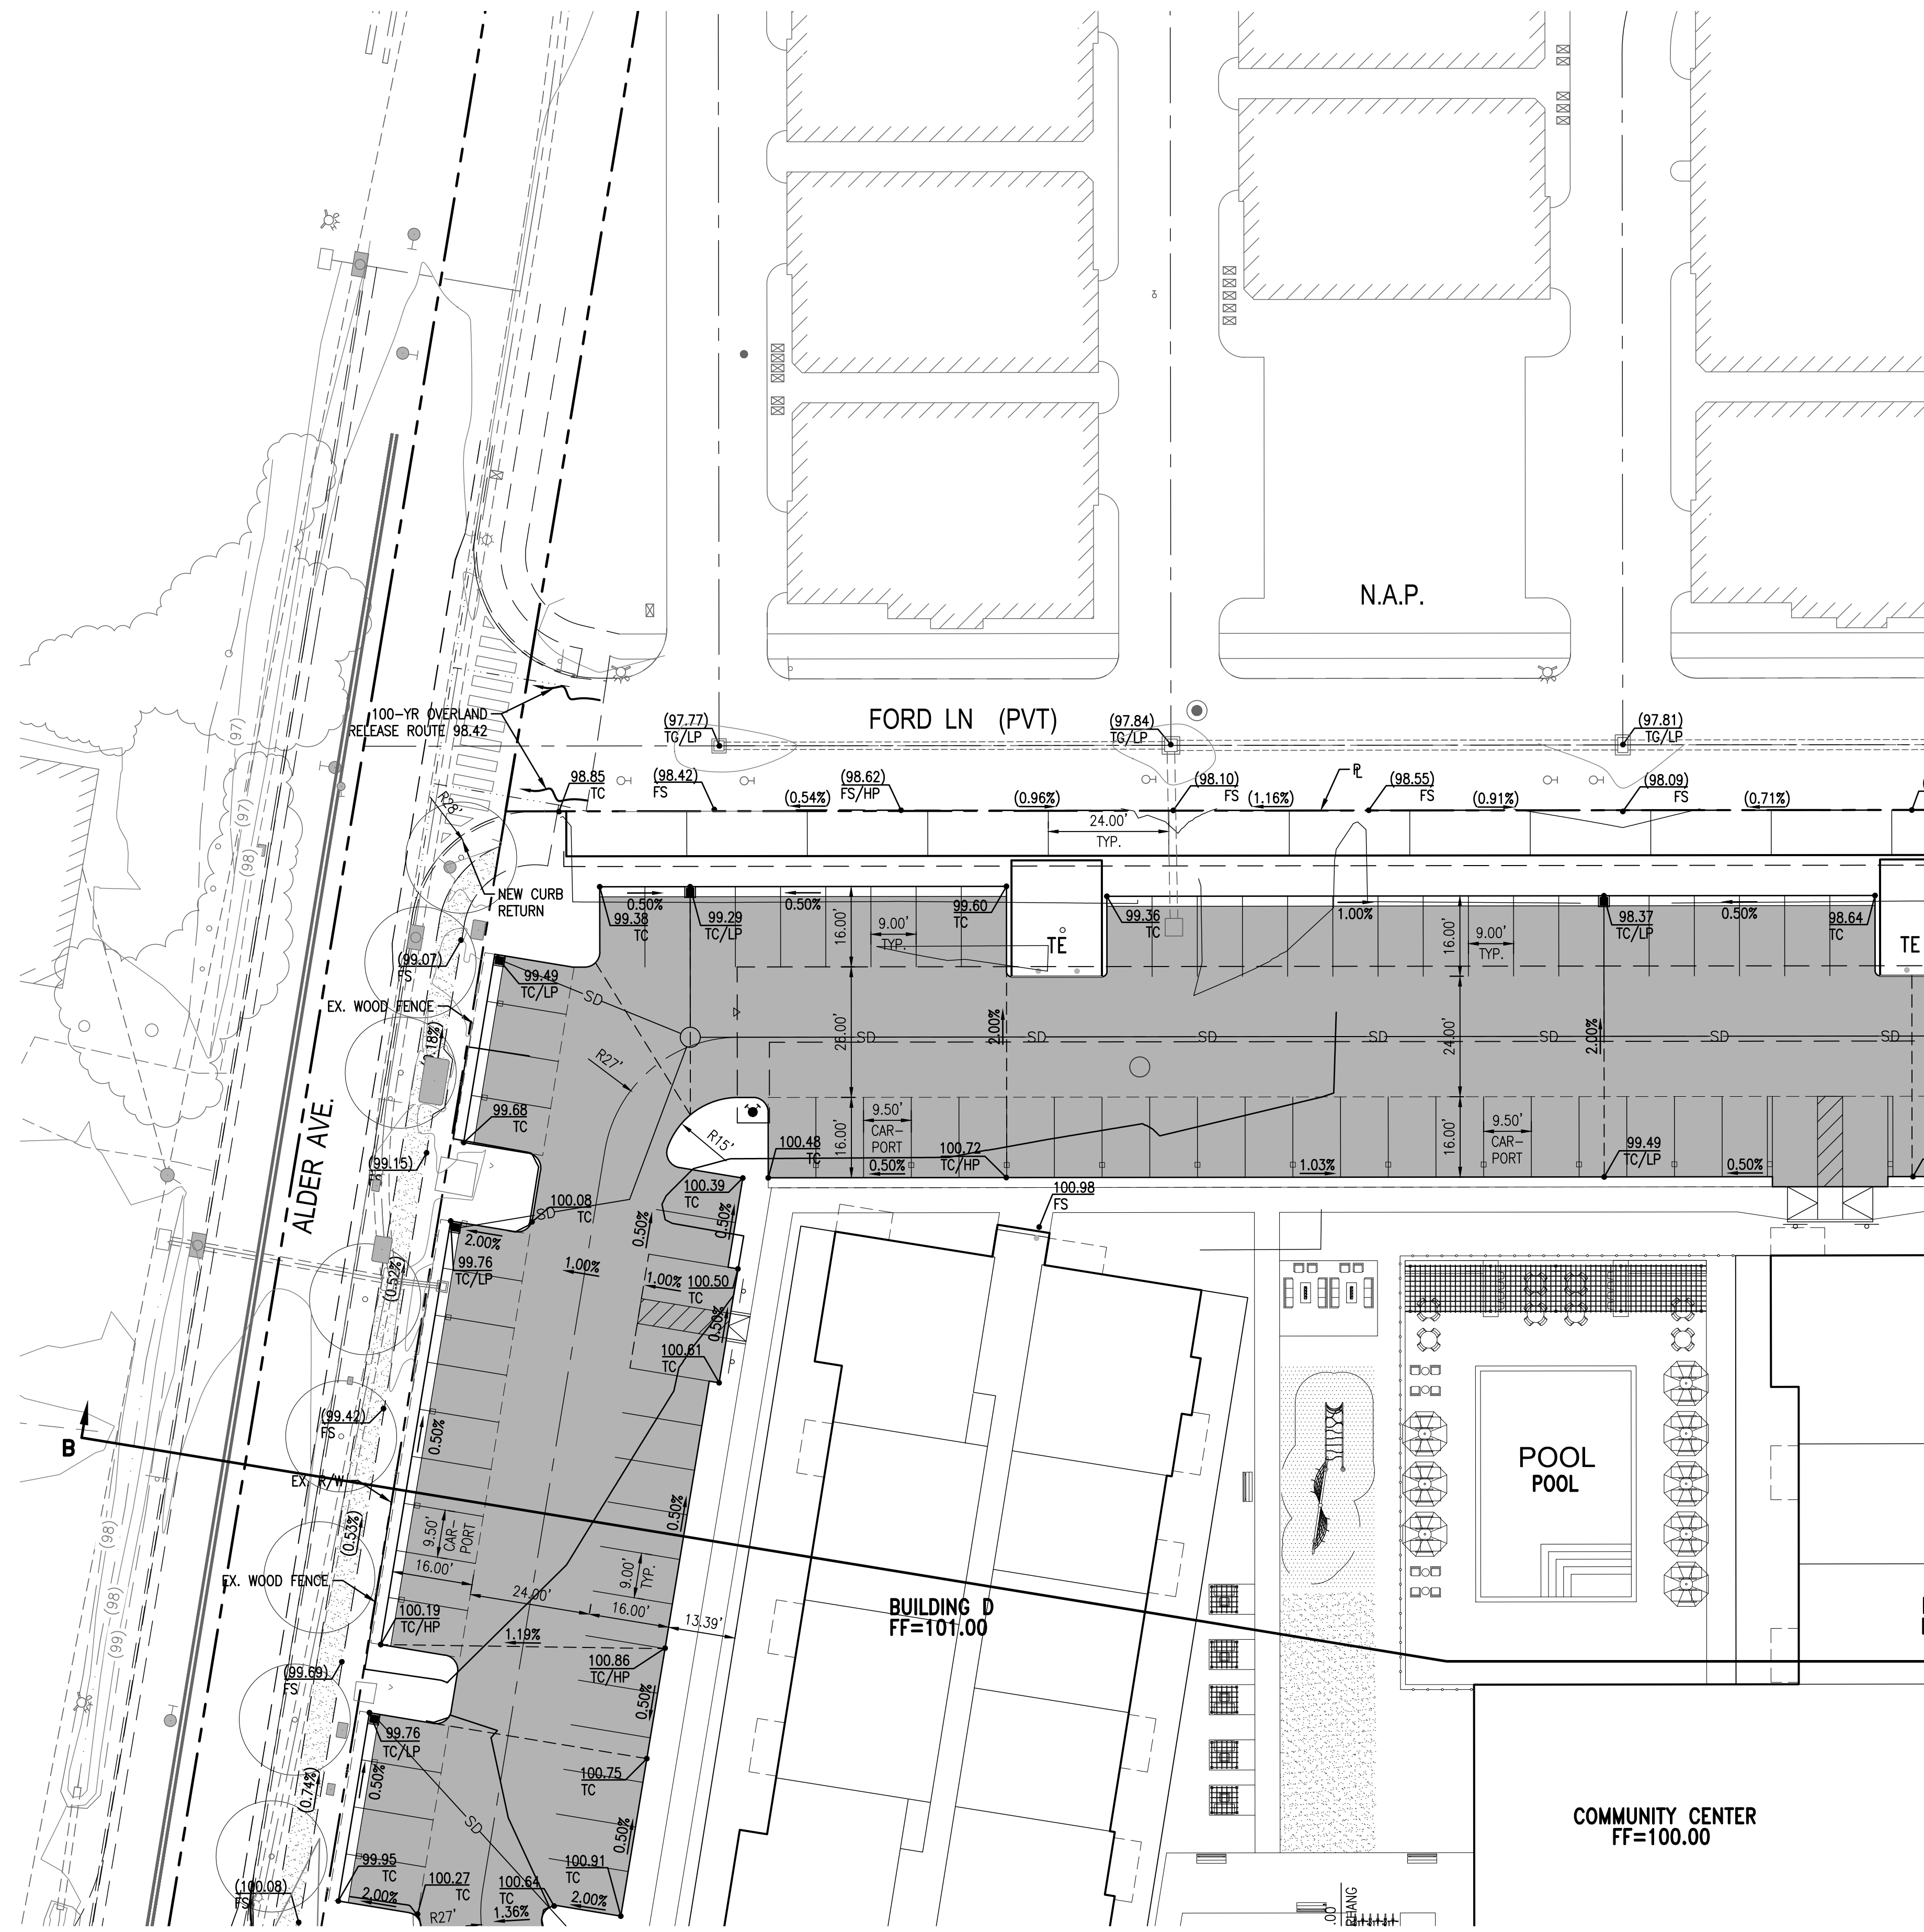 N.A.P.
100-YR OVERLAND
RELEASE ROUTE 98.42
(97.77)
TG/LP
FORD LN (PVT)
(97.84)
TG/LP
(97.81)
TG/LP
98.85
TC
(98.42)
FS
(98.62)
FS/HP
(0.54%)
(0.96%)
(98.10)
FS
(1.16%)
PL
(98.55)
FS
(0.91%)
(98.09)
FS
(0.71%)
R28'
24.00'
TYP.
NEW CURB
RETURN
0.50%
99.38
TC
99.29
TC/LP
0.50%
16.00'
9.00'
TYP.
99.60
TC
TE
99.36
TC
1.00%
16.00'
9.00'
TYP.
98.37
TC/LP
0.50%
98.64
TC
TE
(99.07)
FS
99.49
TC/LP
SD
EX. WOOD FENCE
SD
SD
SD
SD
SD
SD
SD
2.00%
24.00'
2.00%
R27'
99.68
TC
ALDER AVE.
(99.15)
R15'
100.48
TC
16.00'
9.50'
CAR-
PORT
0.50%
100.72
TC/HP
1.03%
16.00'
9.50'
CAR-
PORT
99.49
TC/LP
0.50%
100.39
TC
100.08
TC
SD
2.00%
99.76
TC/LP
0.50%
0.50%
1.00%
1.00%
100.50
TC
0.50%
100.61
TC
100.98
FS
(0.52%)
(99.42)
FS
0.50%
B
EX. R/W
POOL
POOL
(0.53%)
9.50'
CAR-
PORT
0.50%
9.00'
TYP.
EX. WOOD FENCE
16.00'
24.00'
16.00'
13.39'
100.19
TC/HP
1.19%
100.86
TC/HP
BUILDING D
FF=101.00
(99.69)
FS
0.50%
99.76
TC/LP
0.50%
(0.74%)
100.75
TC
SD
0.50%
COMMUNITY CENTER
FF=100.00
99.95
TC
2.00%
100.27
TC
100.64
TC
100.91
TC
2.00%
(100.08)
FS
R27'
1.36%
(97)
(97)
(98)
(98)
(98)
(99)